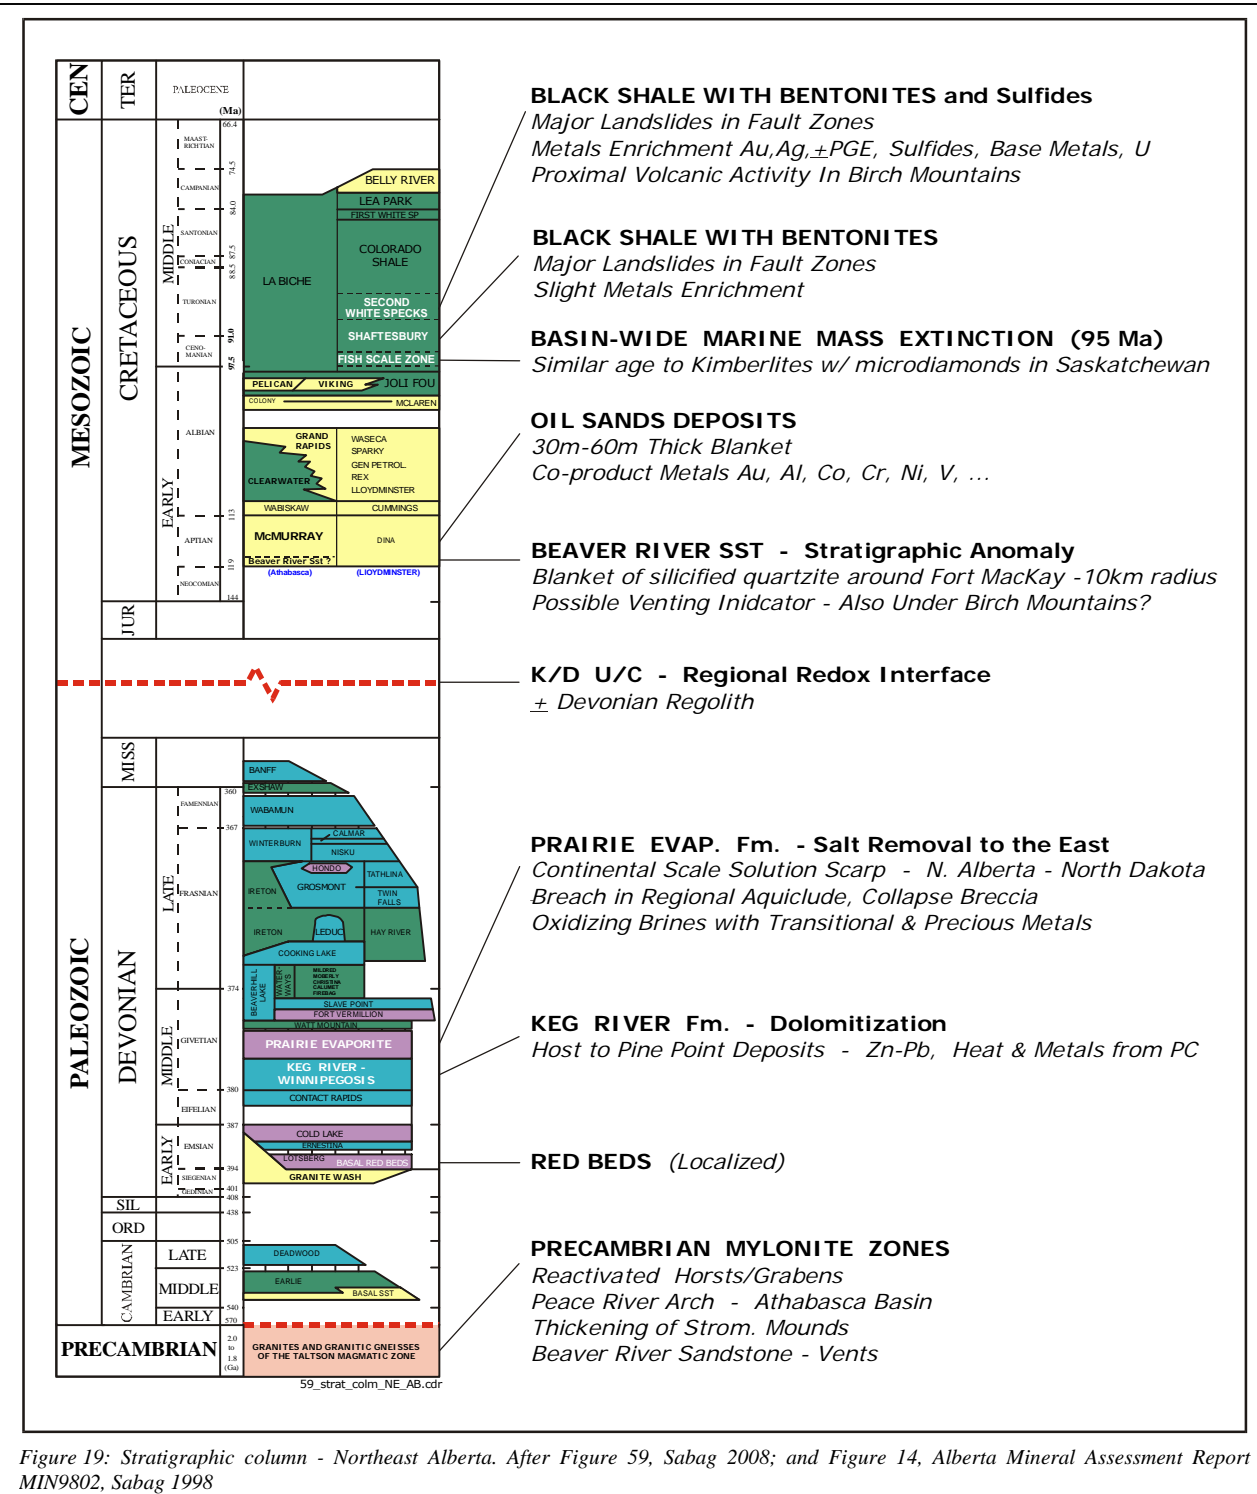 CEN
TER
PALEOCENE
(Ma)
66.4
MESOZOIC
CRETACEOUS
MIDDLE
EARLY
MAAST-
RICHTIAN
74.5
CAMPANIAN
84.0
SANTONIAN
87.5
CONIACIAN
88.5
TURONIAN
91.0
CENO-
MANIAN
97.5
ALBIAN
113
APTIAN
119
NEOCOMIAN
144
JUR
BELLY RIVER
LEA PARK
FIRST WHITE SP
COLORADO
SHALE
LA BICHE
SECOND
WHITE SPECKS
SHAFTESBURY
FISH SCALE ZONE
PELICAN
VIKING
JOLI FOU
COLONY
MCLAREN
GRAND
RAPIDS
CLEARWATER
WASECA
SPARKY
GEN PETROL.
REX
LLOYDMINSTER
WABISKAW
CUMMINGS
McMURRAY
DINA
Beaver River Sst ?
(Athabasca)
(LlOYDMINSTER)
BLACK SHALE WITH BENTONITES and Sulfides
Major Landslides in Fault Zones
Metals Enrichment Au,Ag,±PGE, Sulfides, Base Metals, U
Proximal Volcanic Activity In Birch Mountains
BLACK SHALE WITH BENTONITES
Major Landslides in Fault Zones
Slight Metals Enrichment
BASIN-WIDE MARINE MASS EXTINCTION (95 Ma)
Similar age to Kimberlites w/ microdiamonds in Saskatchewan
OIL SANDS DEPOSITS
30m-60m Thick Blanket
Co-product Metals Au, Al, Co, Cr, Ni, V, ...
BEAVER RIVER SST - Stratigraphic Anomaly
Blanket of silicified quartzite around Fort MacKay -10km radius
Possible Venting Inidcator - Also Under Birch Mountains?
K/D U/C - Regional Redox Interface
± Devonian Regolith
PALEOZOIC
MISS
DEVONIAN
LATE
MIDDLE
EARLY
360
FAMENNIAN
367
FRASNIAN
374
GIVETIAN
380
EIFELIAN
387
EMSIAN
394
SIEGENIAN
401
GEDINIAN
408
SIL
438
ORD
505
CAMBRIAN
LATE
523
MIDDLE
540
EARLY
570
PRECAMBRIAN
2.0
to
1.8
(Ga)
BANFF
EXSHAW
WABAMUN
WINTERBURN
CALMAR
NISKU
HONDO
GROSMONT
TATHLINA
IRETON
TWIN
FALLS
IRETON
LEDUC
HAY RIVER
COOKING LAKE
BEAVERHILL
LAKE
WATER-
WAYS
MILDRED
MOBERLY
CHRISTINA
CALUMET
FIREBAG
SLAVE POINT
FORT VERMILLION
WATT MOUNTAIN
PRAIRIE EVAPORITE
KEG RIVER -
WINNIPEGOSIS
CONTACT RAPIDS
COLD LAKE
ERNESTINA
LOTSBERG
BASAL RED BEDS
GRANITE WASH
DEADWOOD
EARLIE
BASAL SST
GRANITES AND GRANITIC GNEISSES
OF THE TALTSON MAGMATIC ZONE
59_strat_colm_NE_AB.cdr
PRAIRIE EVAP. Fm. - Salt Removal to the East
Continental Scale Solution Scarp - N. Alberta - North Dakota
Breach in Regional Aquiclude, Collapse Breccia
Oxidizing Brines with Transitional & Precious Metals
KEG RIVER Fm. - Dolomitization
Host to Pine Point Deposits - Zn-Pb, Heat & Metals from PC
RED BEDS (Localized)
PRECAMBRIAN MYLONITE ZONES
Reactivated Horsts/Grabens
Peace River Arch - Athabasca Basin
Thickening of Strom. Mounds
Beaver River Sandstone - Vents
Figure 19: Stratigraphic column - Northeast Alberta. After Figure 59, Sabag 2008; and Figure 14, Alberta Mineral Assessment Report
MIN9802, Sabag 1998